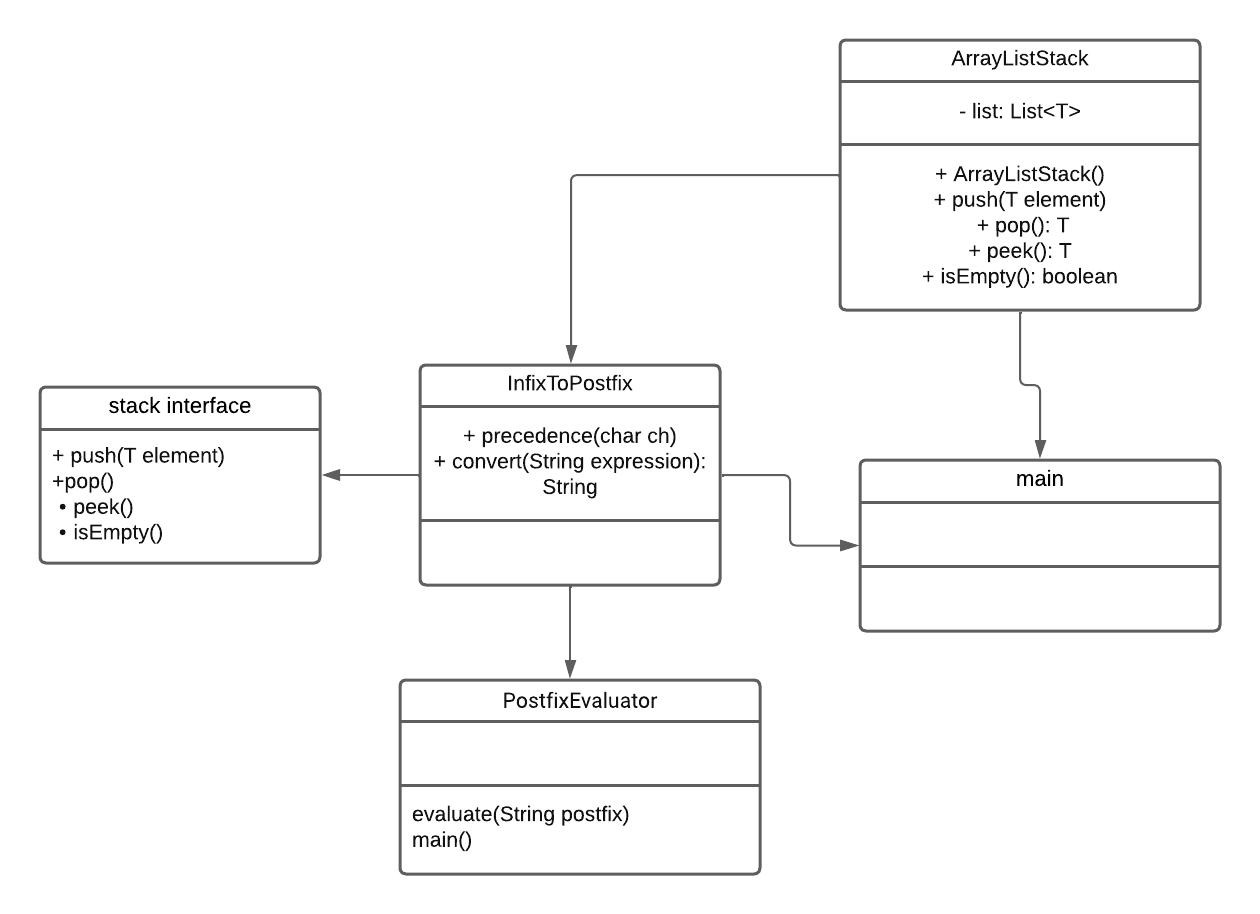 ArrayListStack
- list: List<T>
+ ArrayListStack()
+ push(T element)
+ pop(): T
+ peek(): T
+ isEmpty(): boolean
InfixToPostfix
+ precedence(char ch)
+ convert(String expression):
String
stack interface
+ push(T element)
+pop()
• peek()
• isEmpty()
main
PostfixEvaluator
evaluate(String postfix)
main()